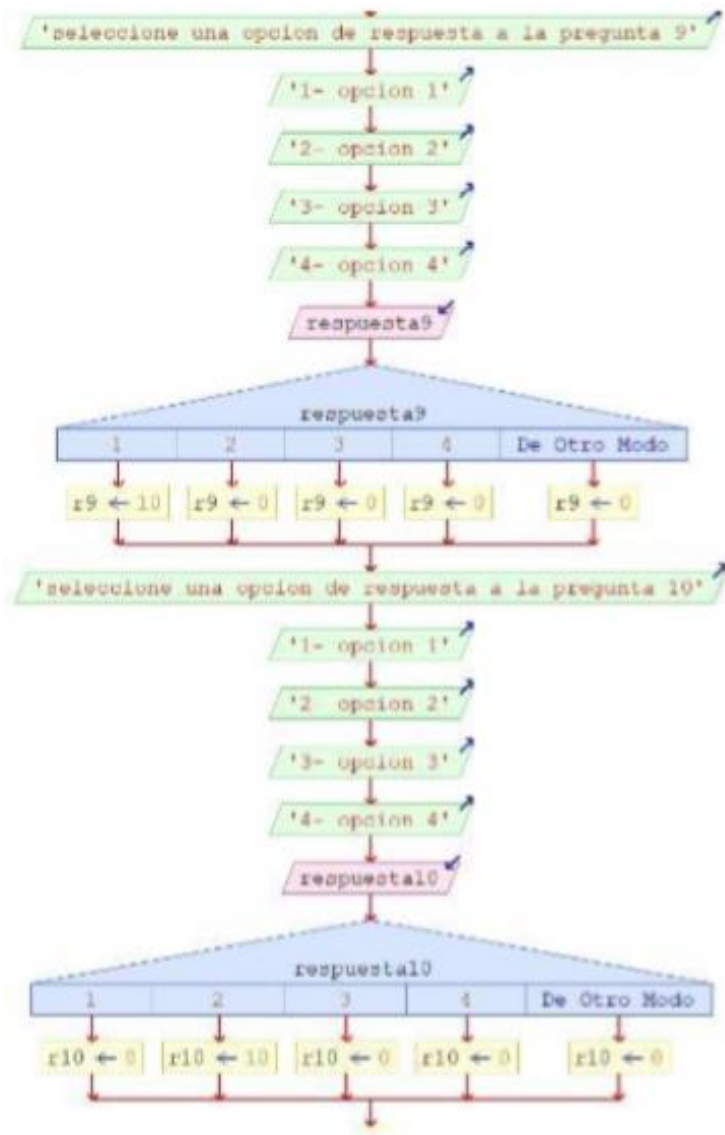 'seleccione una opcion de respuesta a la pregunta 9'
'1- opcion 1'
'2- opcion 2'
'3- opcion 3'
'4- opcion 4'
respuesta9
respuesta9
1 2 3 4 De Otro Modo
r9 ← 10 r9 ← 0 r9 ← 0 r9 ← 0 r9 ← 0
'seleccione una opcion de respuesta a la pregunta 10'
'1- opcion 1'
'2- opcion 2'
'3- opcion 3'
'4- opcion 4'
respuesta10
respuesta10
1 2 3 4 De Otro Modo
r10 ← 0 r10 ← 10 r10 ← 0 r10 ← 0 r10 ← 0